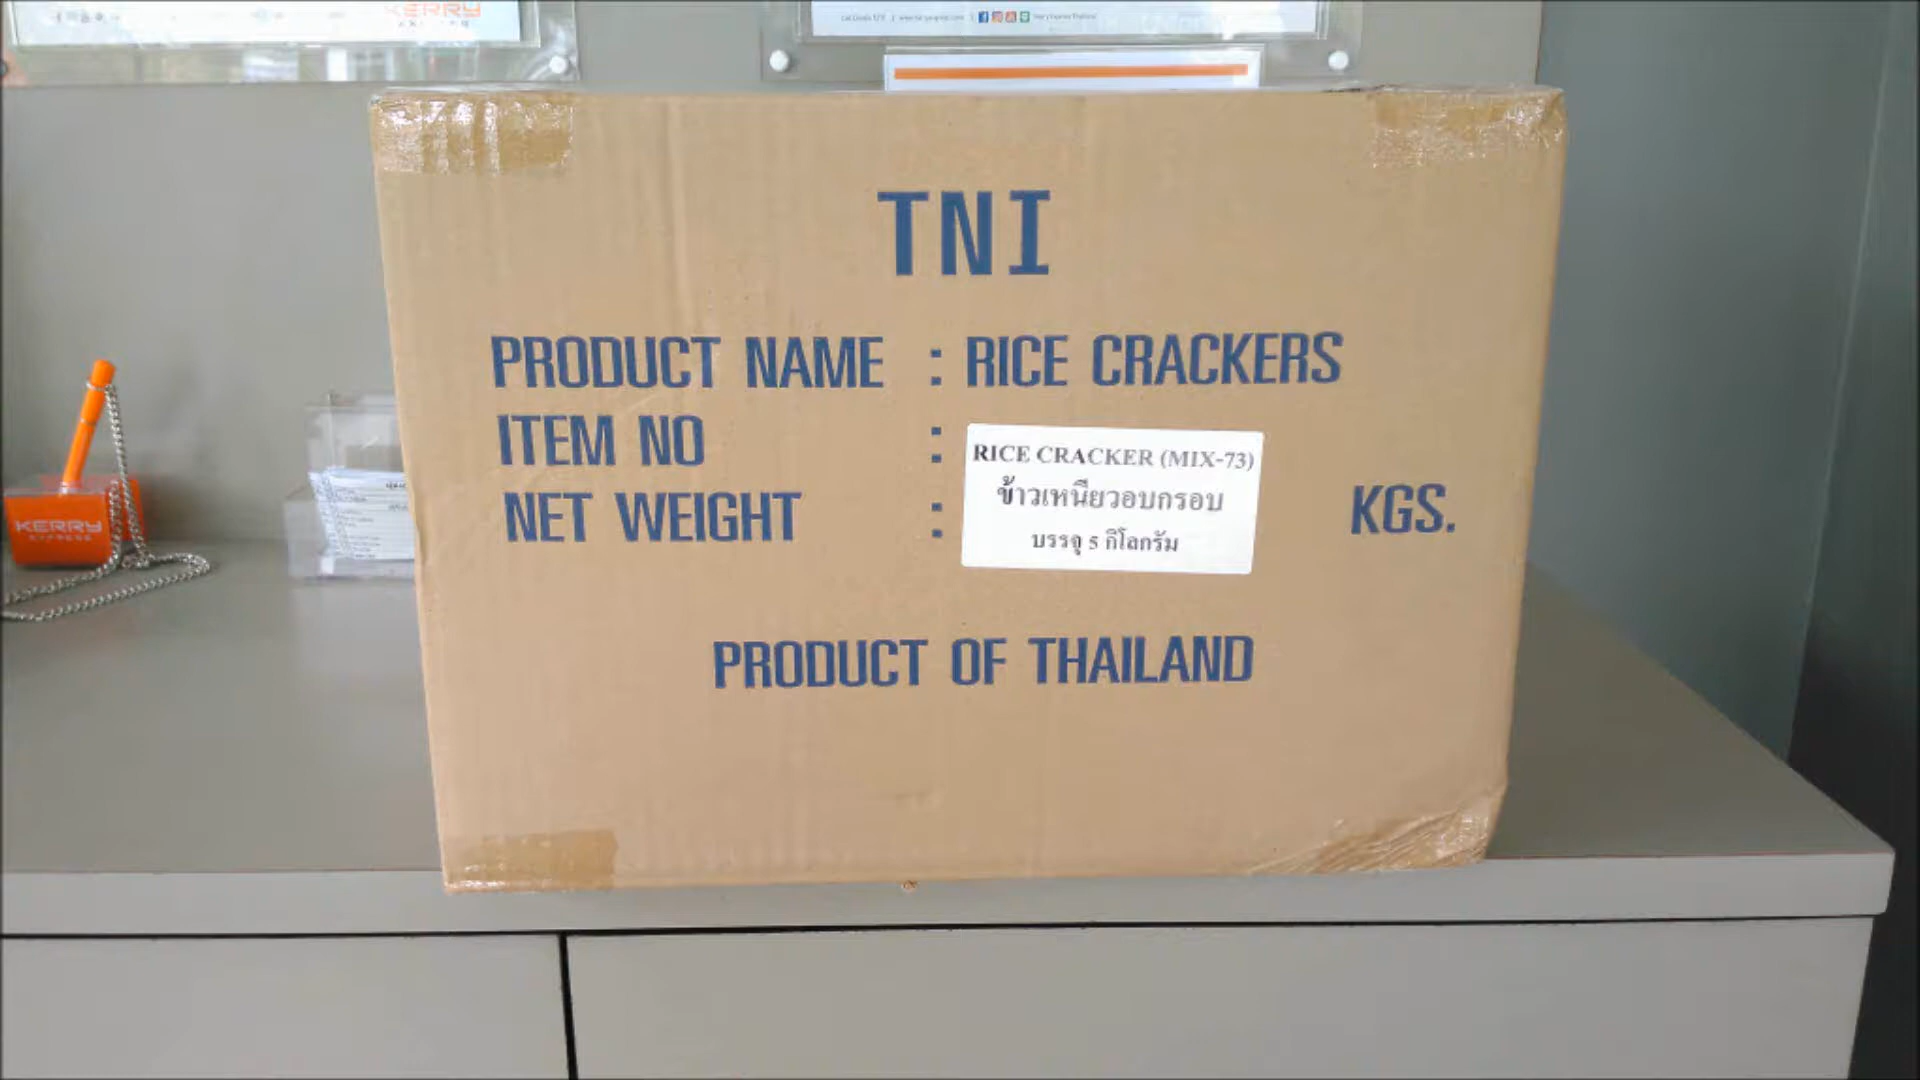 KERRY
TNI
PRODUCT NAME : RICE CRACKERS
ITEM NO :
NET WEIGHT : KGS.
RICE CRACKER (MIX-73)
ข้าวเหนียวอบกรอบ
บรรจุ 5 กิโลกรัม
PRODUCT OF THAILAND
KERRY
EXPRESS